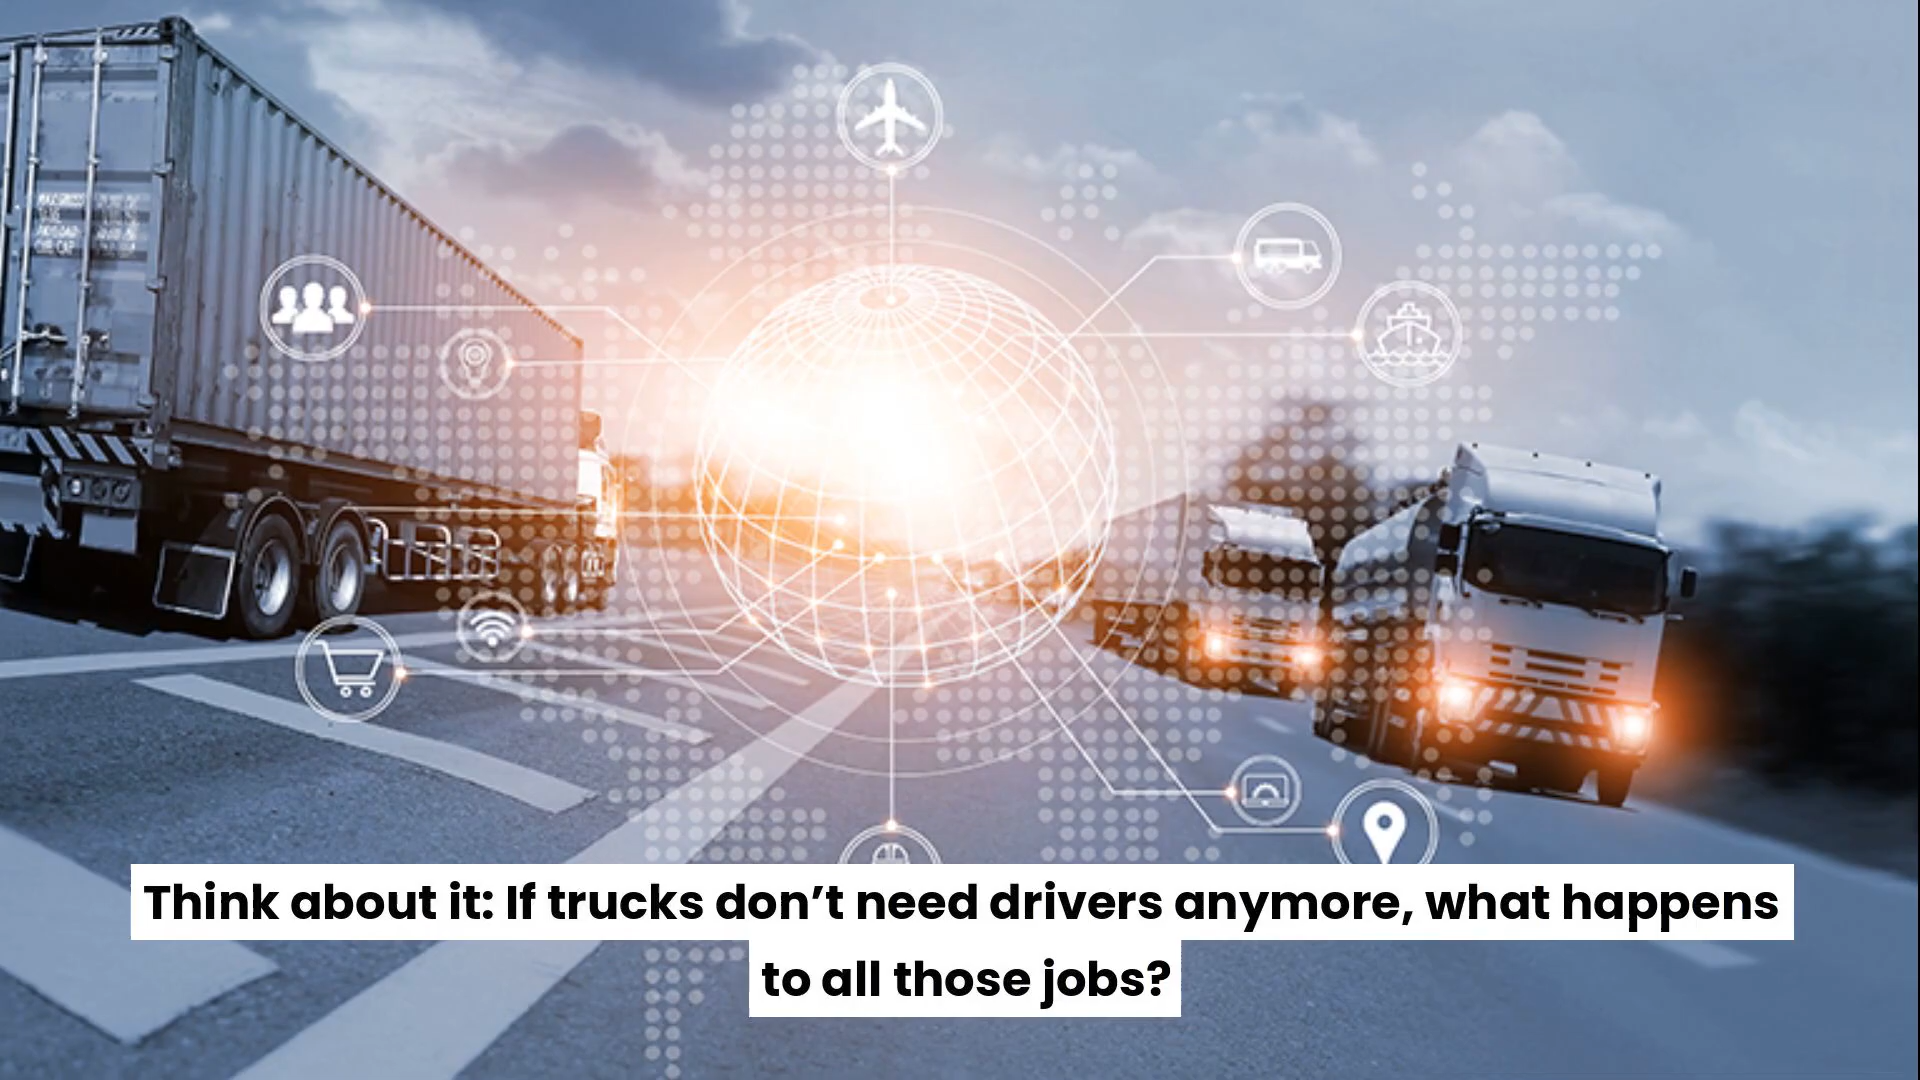 Think about it: If trucks don’t need drivers anymore, what happens
to all those jobs?